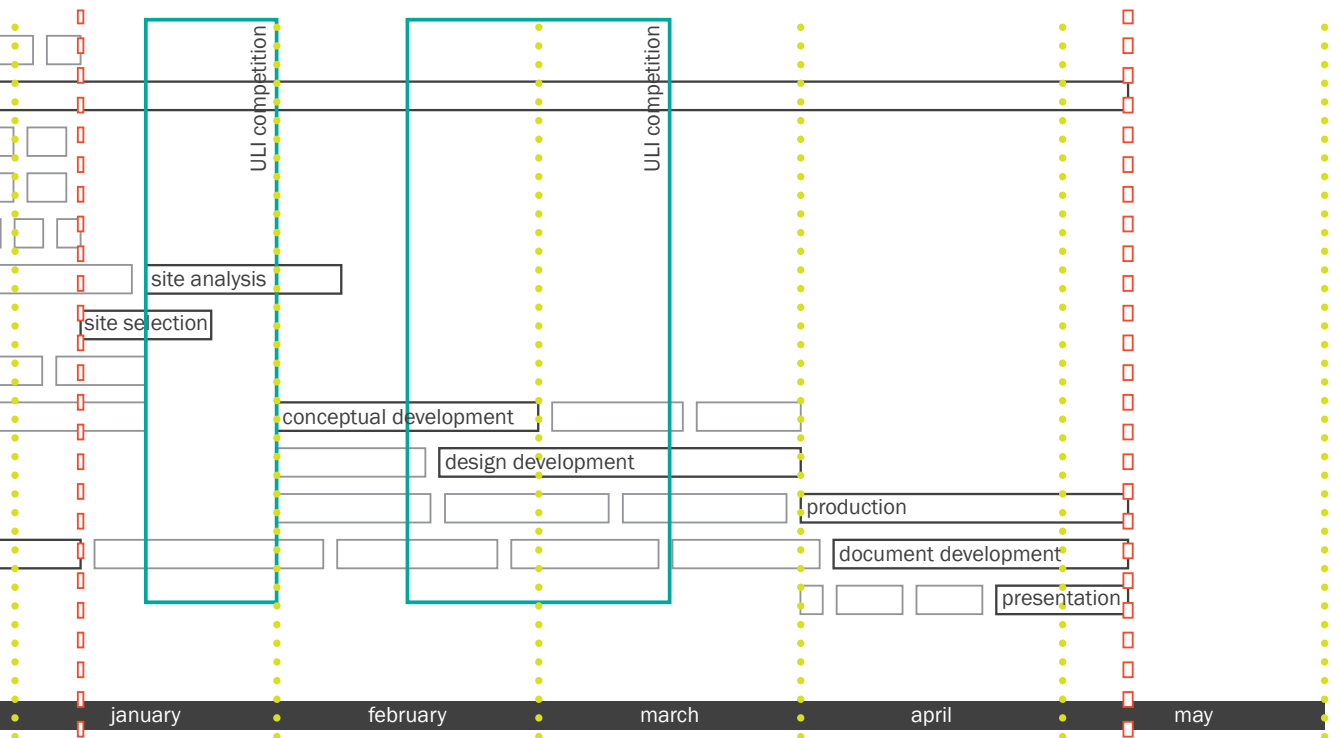 ULI competition
ULI competition
site analysis
site selection
conceptual development
design development
production
document development
presentation
january
february
march
april
may